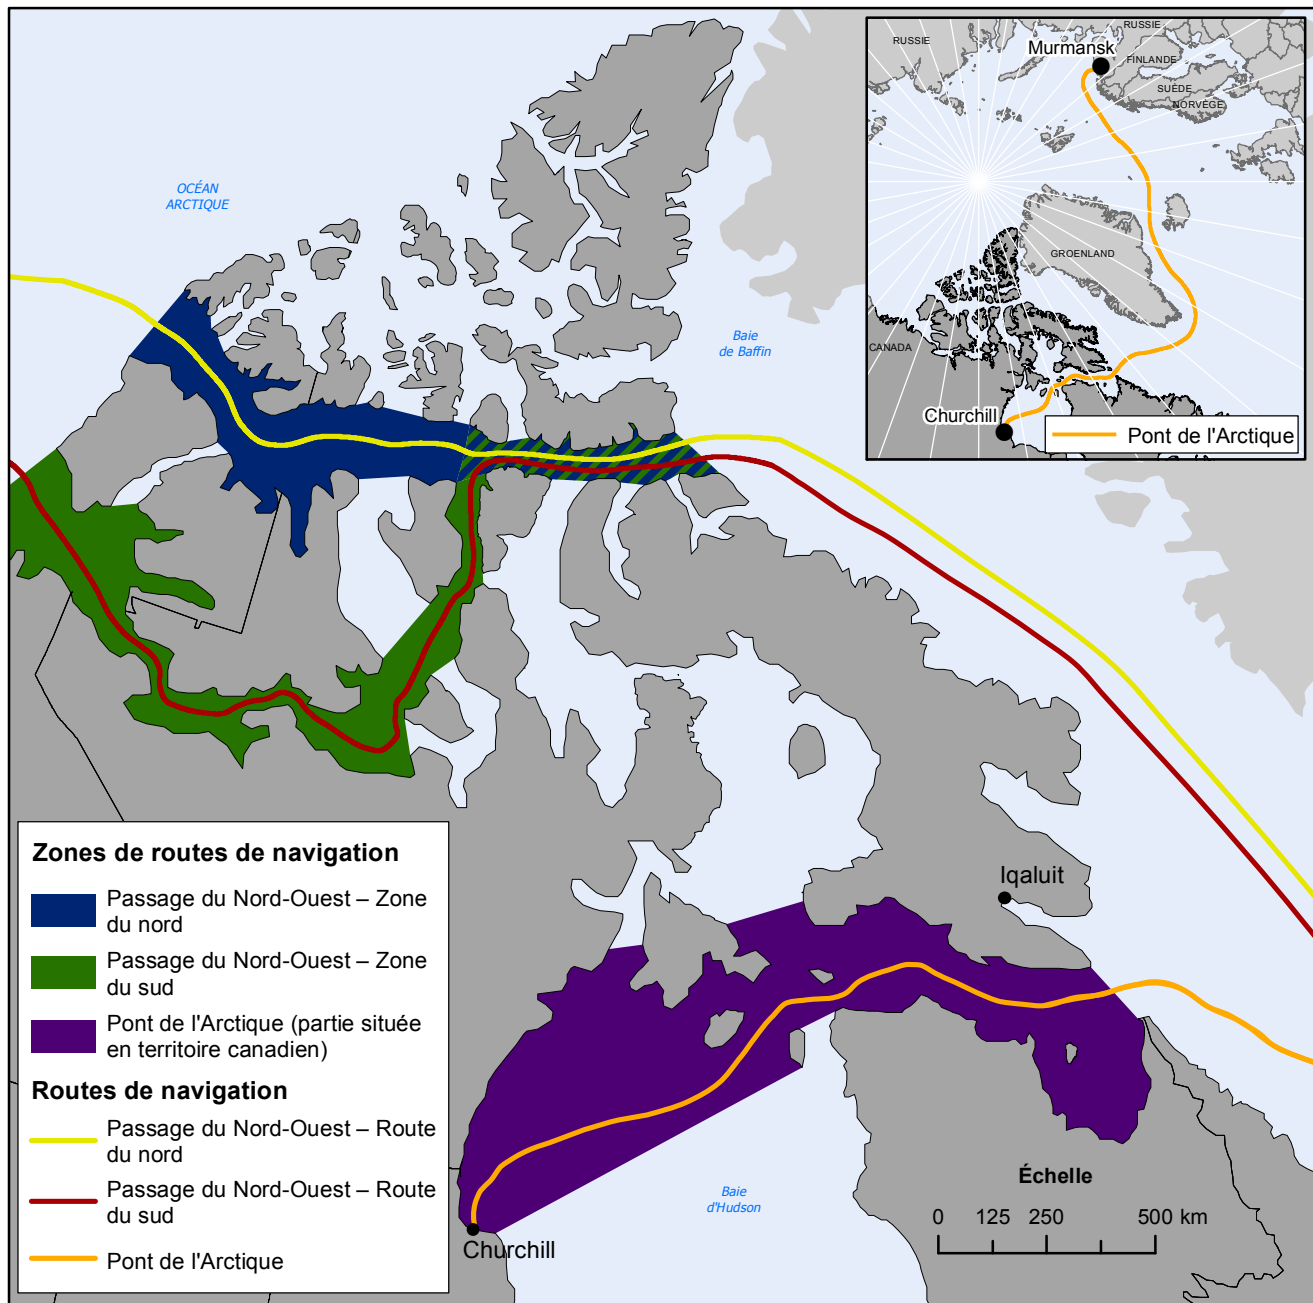 OCÉAN
ARCTIQUE
Baie
de Baffin
RUSSIE
RUSSIE
Murmansk
FINLANDE
SUÈDE
NORVÈGE
GROENLAND
CANADA
Churchill
Pont de l'Arctique
Iqaluit
Zones de routes de navigation
Passage du Nord-Ouest – Zone
du nord
Passage du Nord-Ouest – Zone
du sud
Pont de l'Arctique (partie située
en territoire canadien)
Routes de navigation
Passage du Nord-Ouest – Route
du nord
Passage du Nord-Ouest – Route
du sud
Pont de l'Arctique
Churchill
Baie
d'Hudson
Échelle
0 125 250 500 km